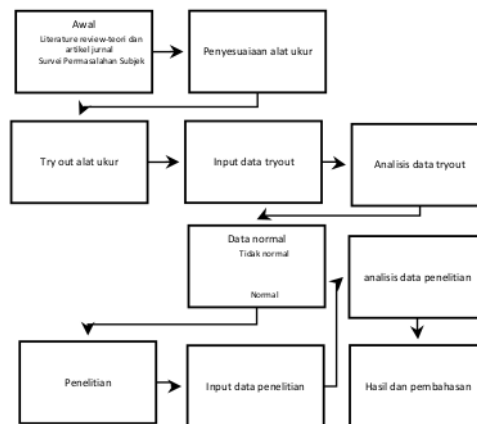 Awal
Literature review-teori dan
artikel jurnal
Survei Permasalahan Subjek
Penyesuaiaan alat ukur
Try out alat ukur
Input data tryout
Analisis data tryout
Data normal
Tidak normal
Normal
analisis data penelitian
Penelitian
Input data penelitian
Hasil dan pembahasan